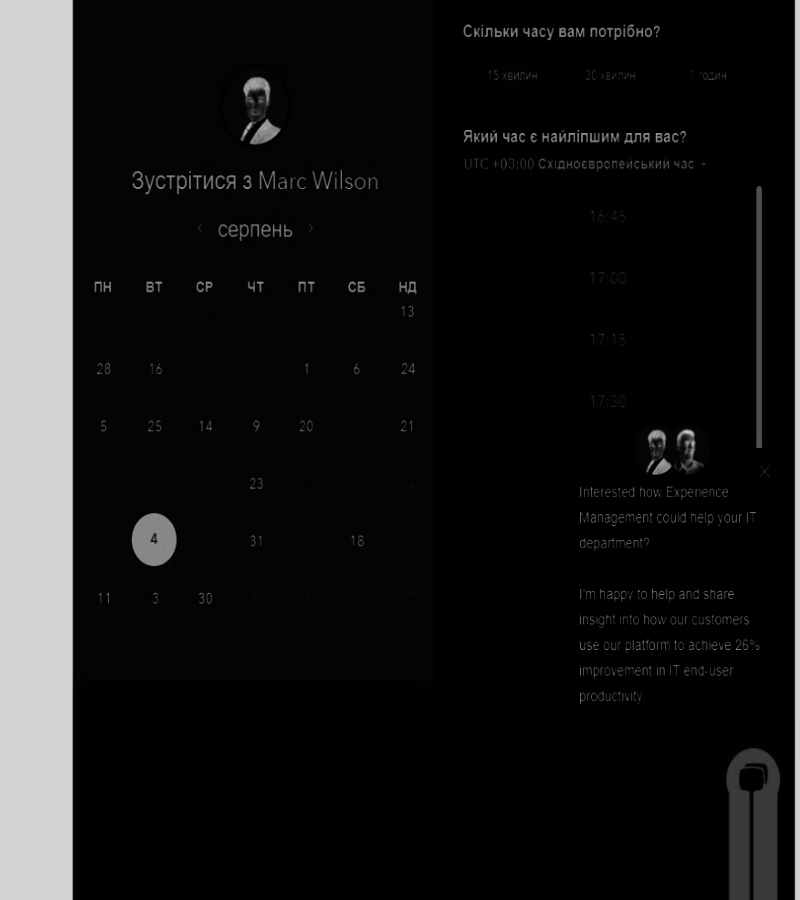 Зустрітися з Marc Wilson
серпень
ПН ВТ СР ЧТ ПТ СБ НД
13
28 16 1 6 24
5 25 14 9 20 21
23
4 31 18
11 3 30
Скільки часу вам потрібно?
15 хвилин 30 хвилин 1 годин
Який час є найліпшим для вас?
UTC +03:00 Східноєвропейський час
16:45
17:00
17:15
17:30
Interested how Experience
Management could help your IT
department?
I'm happy to help and share
insight into how our customers
use our platform to achieve 26%
improvement in IT end-user
productivity.